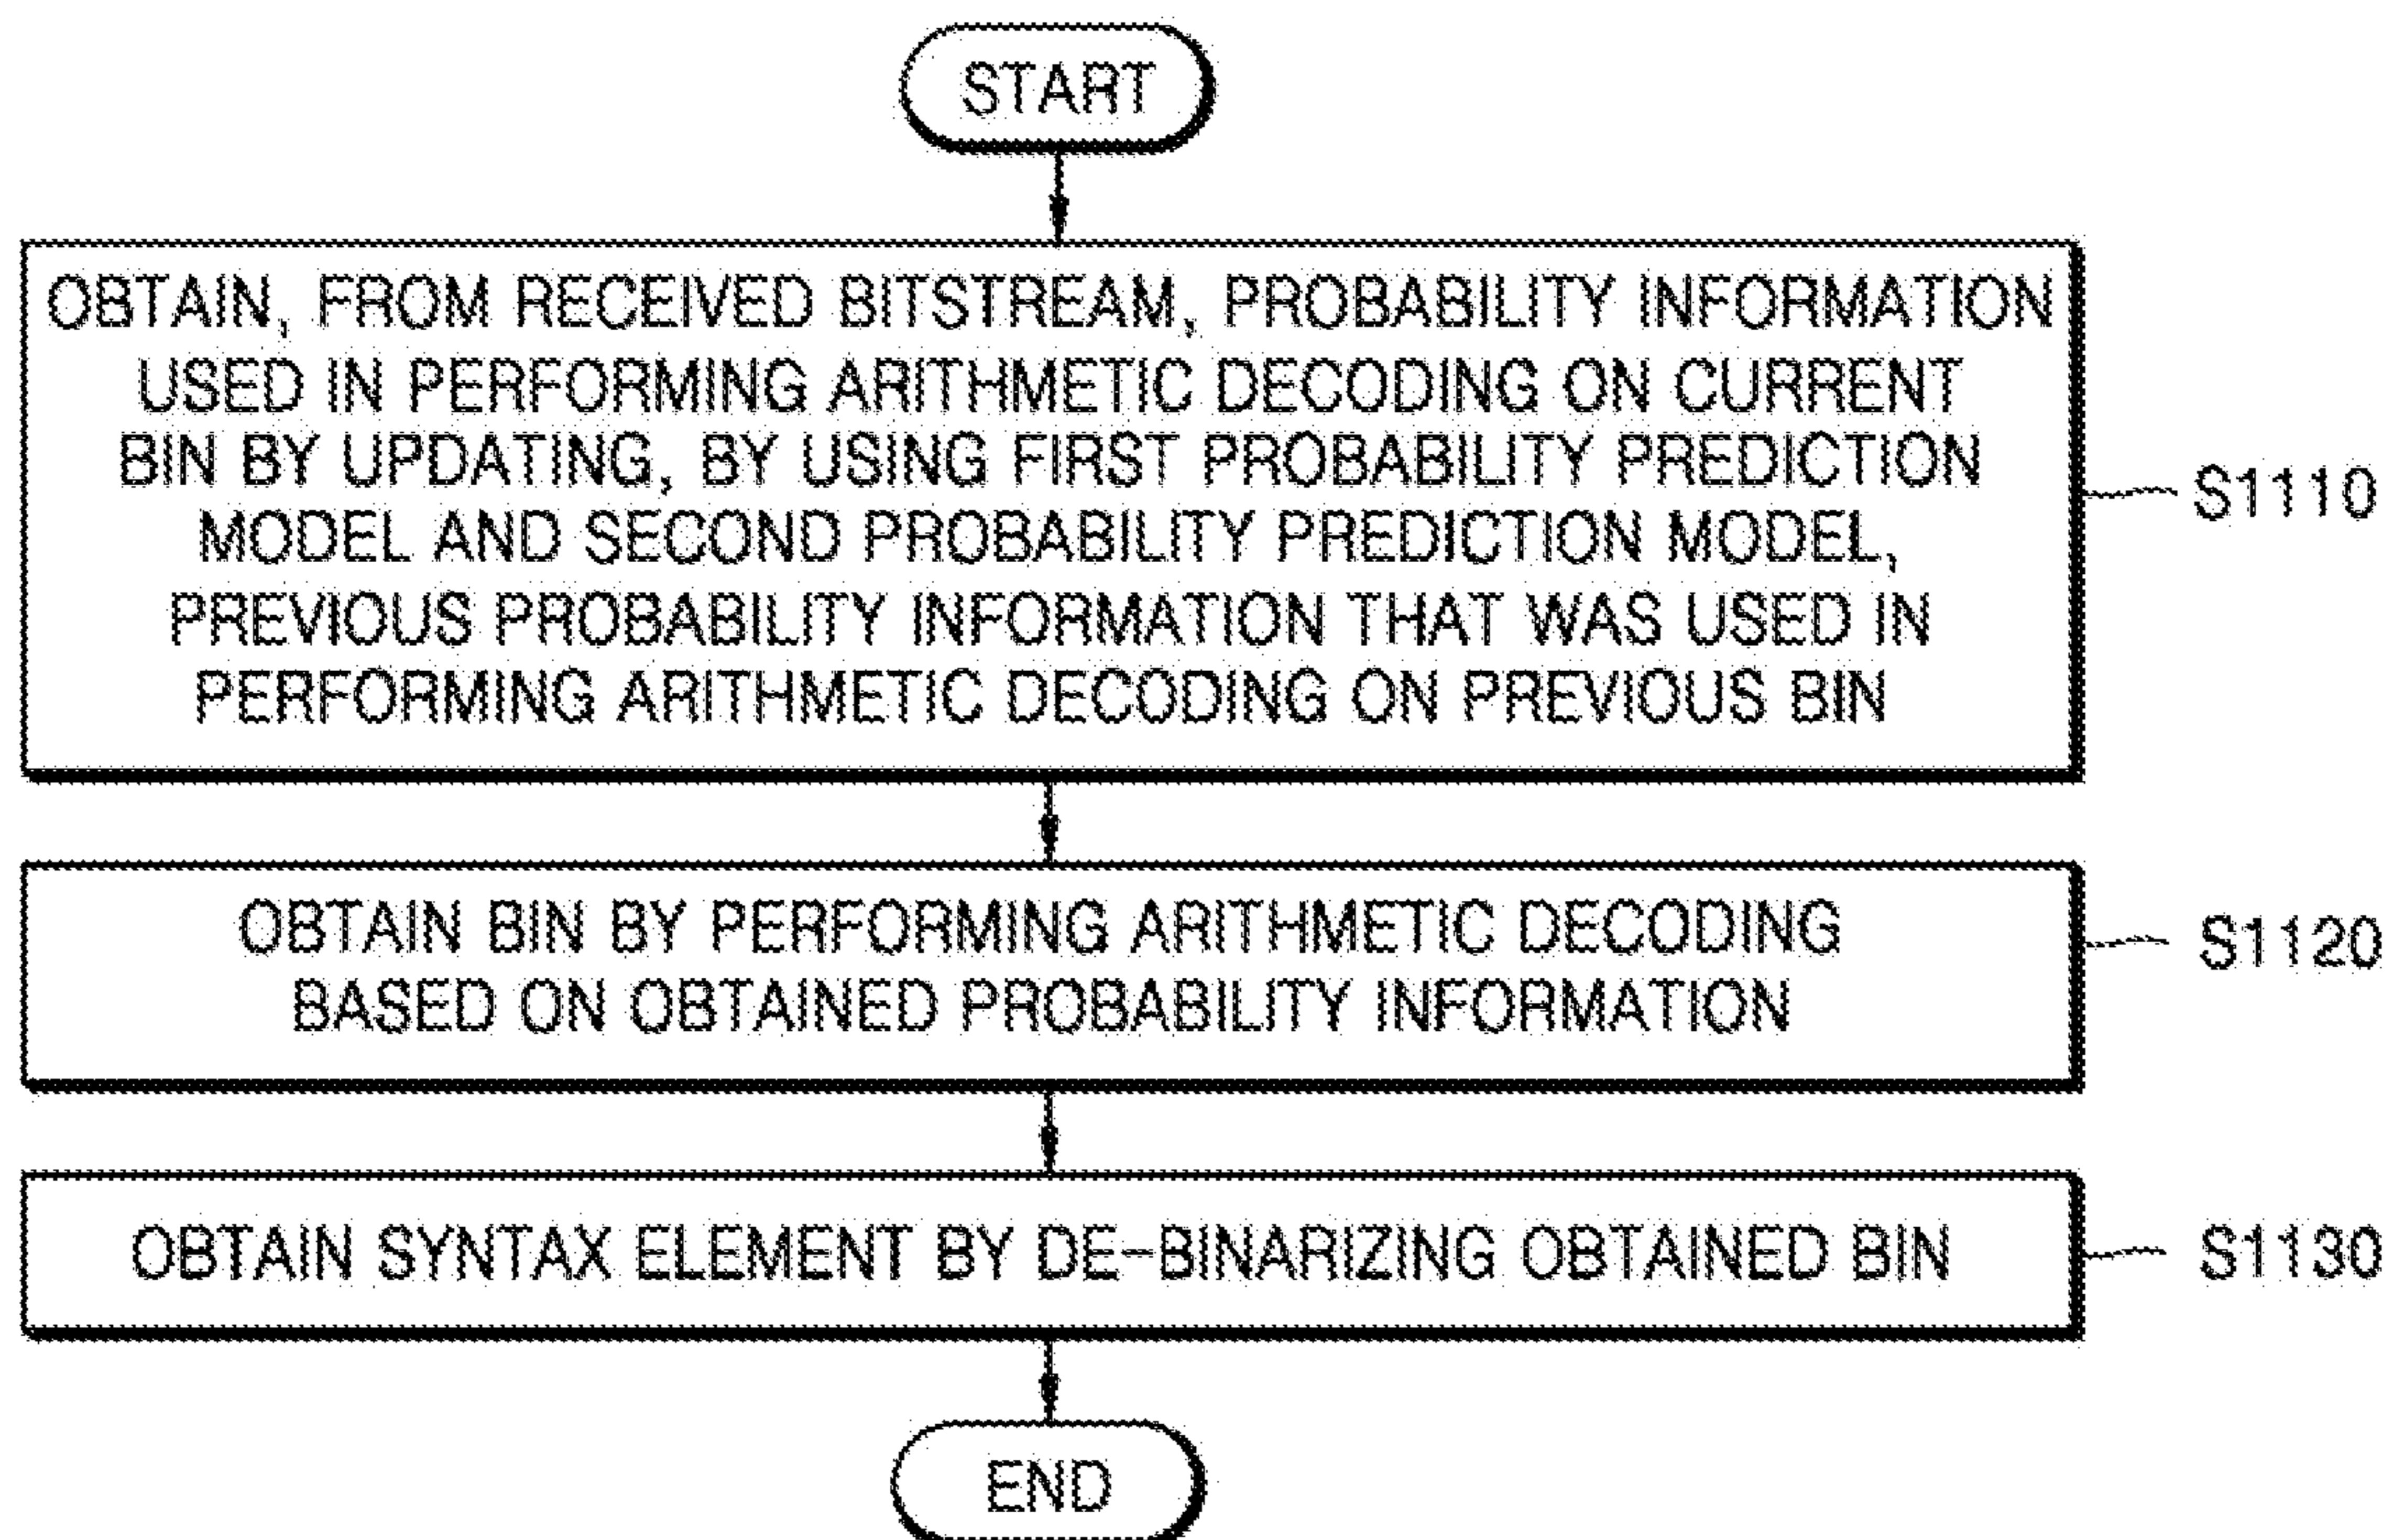 START
OBTAIN, FROM RECEIVED BITSTREAM, PROBABILITY INFORMATION
USED IN PERFORMING ARITHMETIC DECODING ON CURRENT
BIN BY UPDATING, BY USING FIRST PROBABILITY PREDICTION
MODEL AND SECOND PROBABILITY PREDICTION MODEL,
PREVIOUS PROBABILITY INFORMATION THAT WAS USED IN
PERFORMING ARITHMETIC DECODING ON PREVIOUS BIN
S1110
OBTAIN BIN BY PERFORMING ARITHMETIC DECODING
BASED ON OBTAINED PROBABILITY INFORMATION
S1120
OBTAIN SYNTAX ELEMENT BY DE-BINARIZING OBTAINED BIN
S1130
END